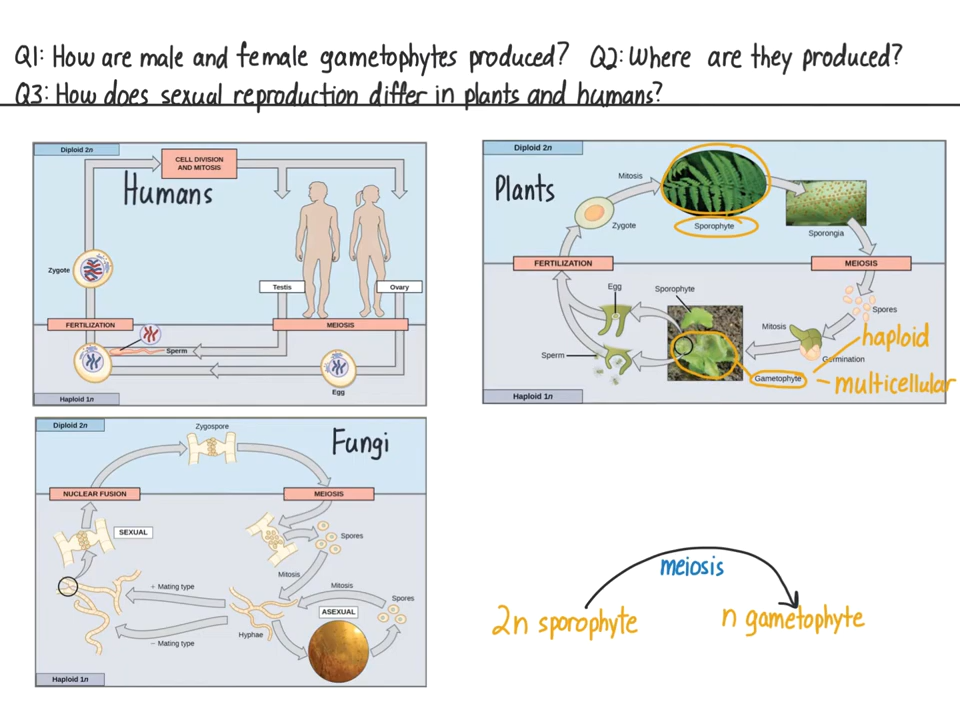 Q1: How are male and female gametophytes produced? Q2: Where are they produced?
Q3: How does sexual reproduction differ in plants and humans?
Diploid 2n
CELL DIVISION
AND MITOSIS
Humans
Zygote
Testis
Ovary
FERTILIZATION
MEIOSIS
Sperm
Egg
Haploid 1n
Diploid 2n
Plants
Mitosis
Zygote
Sporophyte
Sporongia
FERTILIZATION
MEIOSIS
Egg
Sporophyte
Spores
Mitosis
haploid
Sperm
Germination
Gametophyte
– multicellular
Haploid 1n
Diploid 2n
Zygospore
Fungi
NUCLEAR FUSION
MEIOSIS
SEXUAL
Spores
Mitosis
+ Mating type
Mitosis
Spores
ASEXUAL
Hyphae
– Mating type
Haploid 1n
meiosis
2n sporophyte
n gametophyte